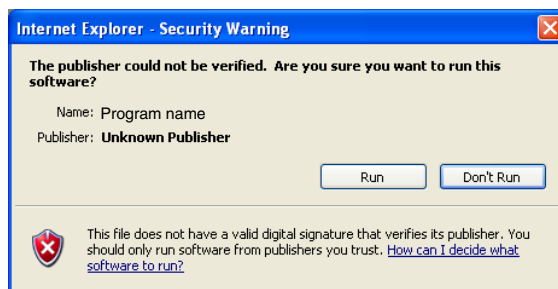 Internet Explorer - Security Warning
The publisher could not be verified.  Are you sure you want to run this
software?
Name: Program name
Publisher: Unknown Publisher
Run Don't Run
This file does not have a valid digital signature that verifies its publisher. You
should only run software from publishers you trust. How can I decide what
software to run?